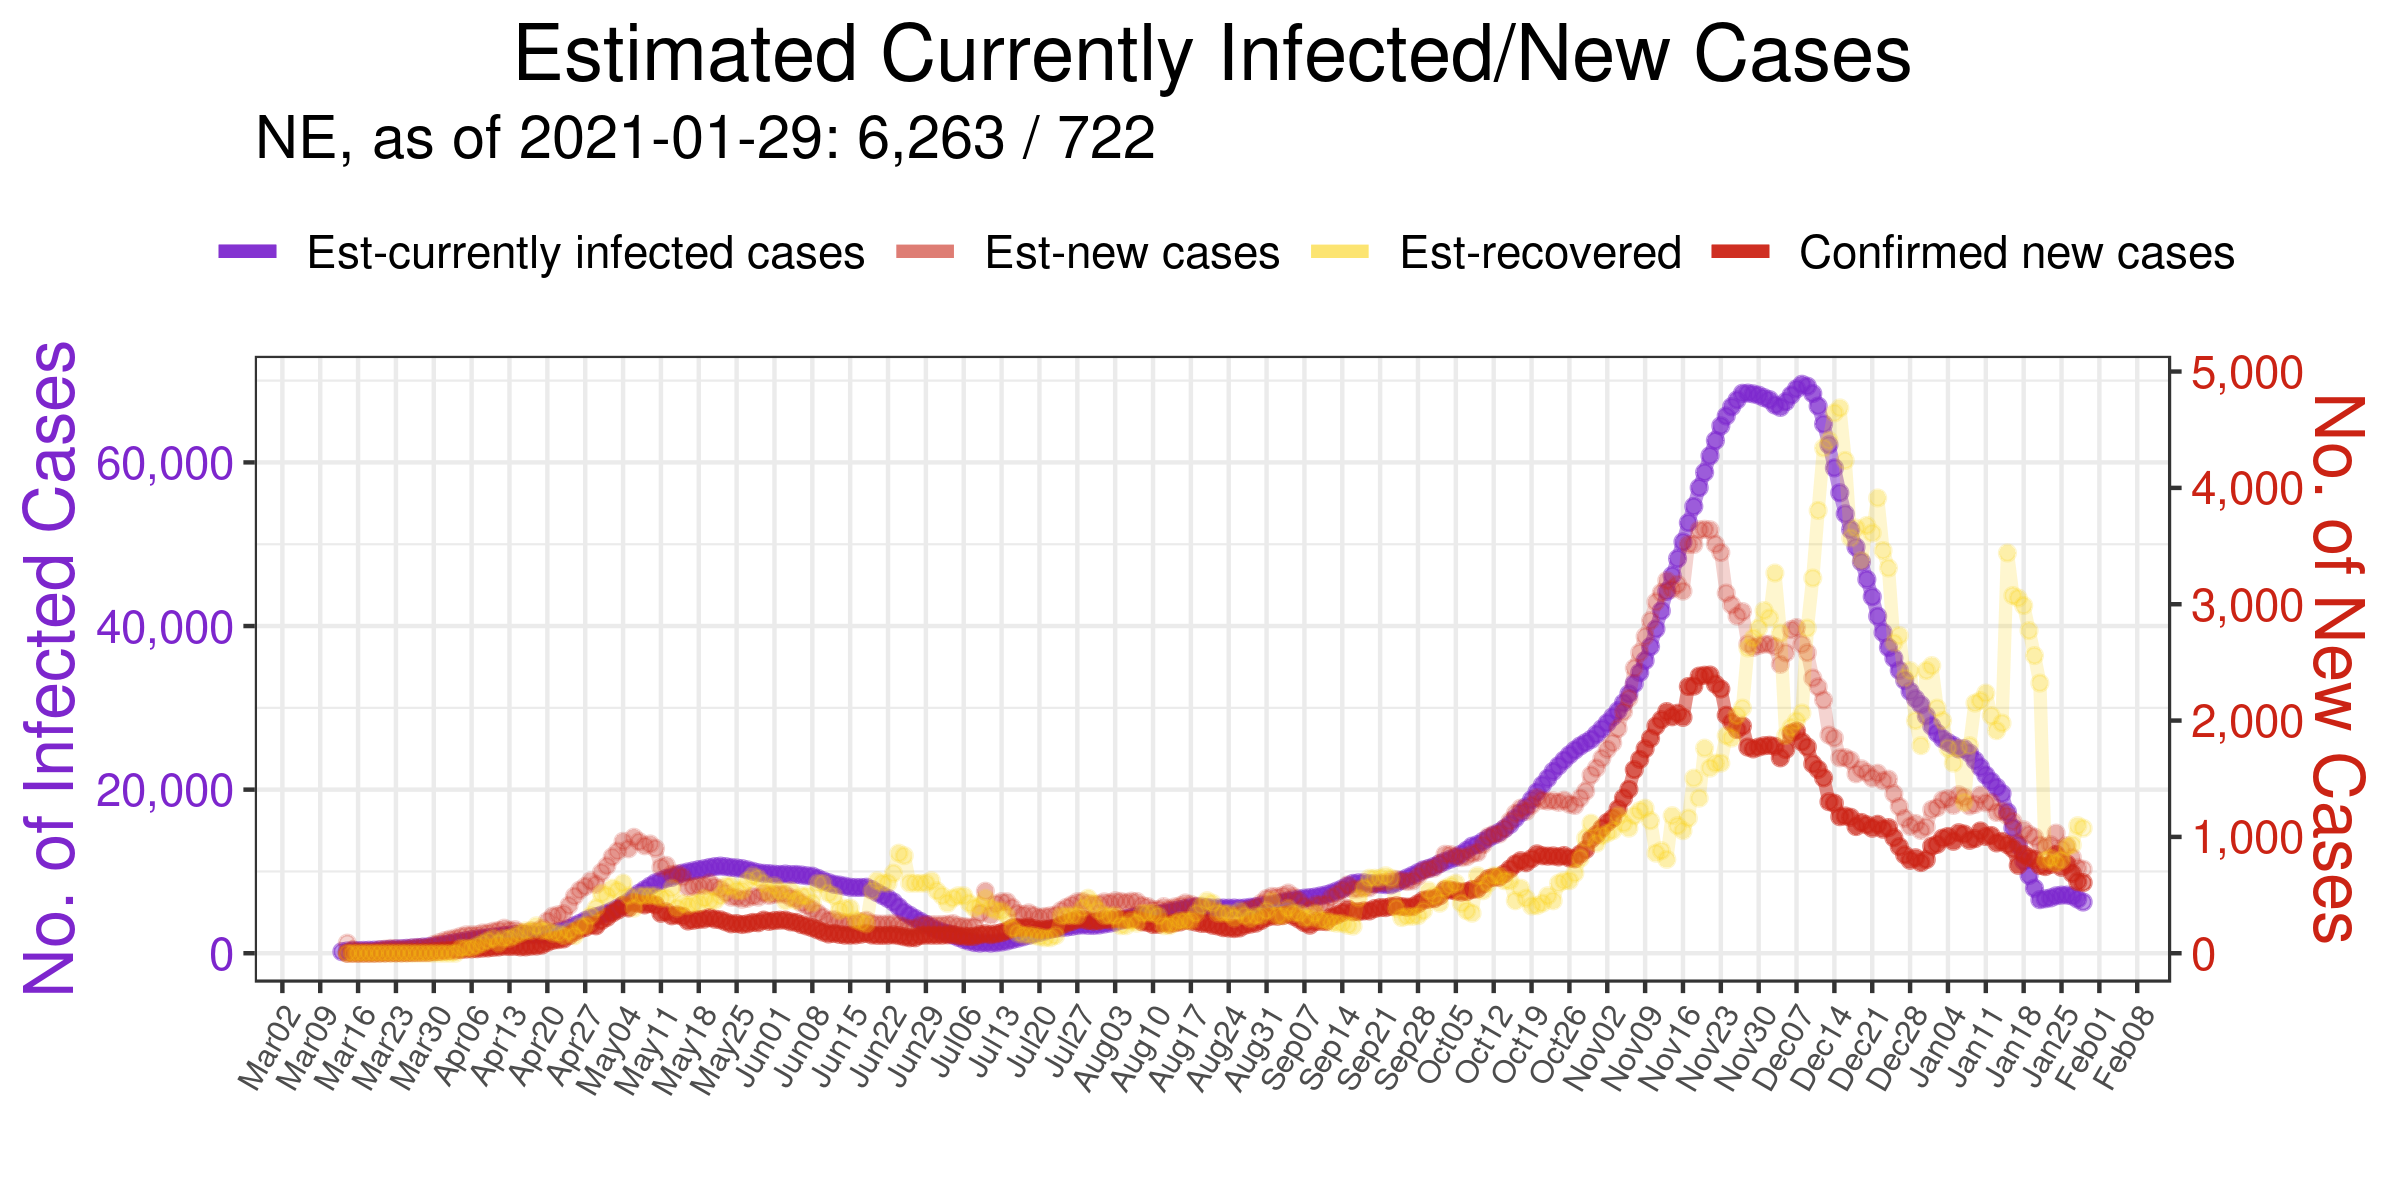 Estimated Currently Infected/New Cases
NE, as of 2021-01-29: 6,263 / 722
Est-currently infected cases Est-new cases Est-recovered Confirmed new cases
No. of Infected Cases
60,000
40,000
20,000
0
5,000
4,000
3,000
2,000
1,000
0
No. of New Cases
Mar02 Mar09 Mar16 Mar23 Mar30 Apr06 Apr13 Apr20 Apr27 May04 May11 May18 May25 Jun01 Jun08 Jun15 Jun22 Jun29 Jul06 Jul13 Jul20 Jul27 Aug03 Aug10 Aug17 Aug24 Aug31 Sep07 Sep14 Sep21 Sep28 Oct05 Oct12 Oct19 Oct26 Nov02 Nov09 Nov16 Nov23 Nov30 Dec07 Dec14 Dec21 Dec28 Jan04 Jan11 Jan18 Jan25 Feb01 Feb08